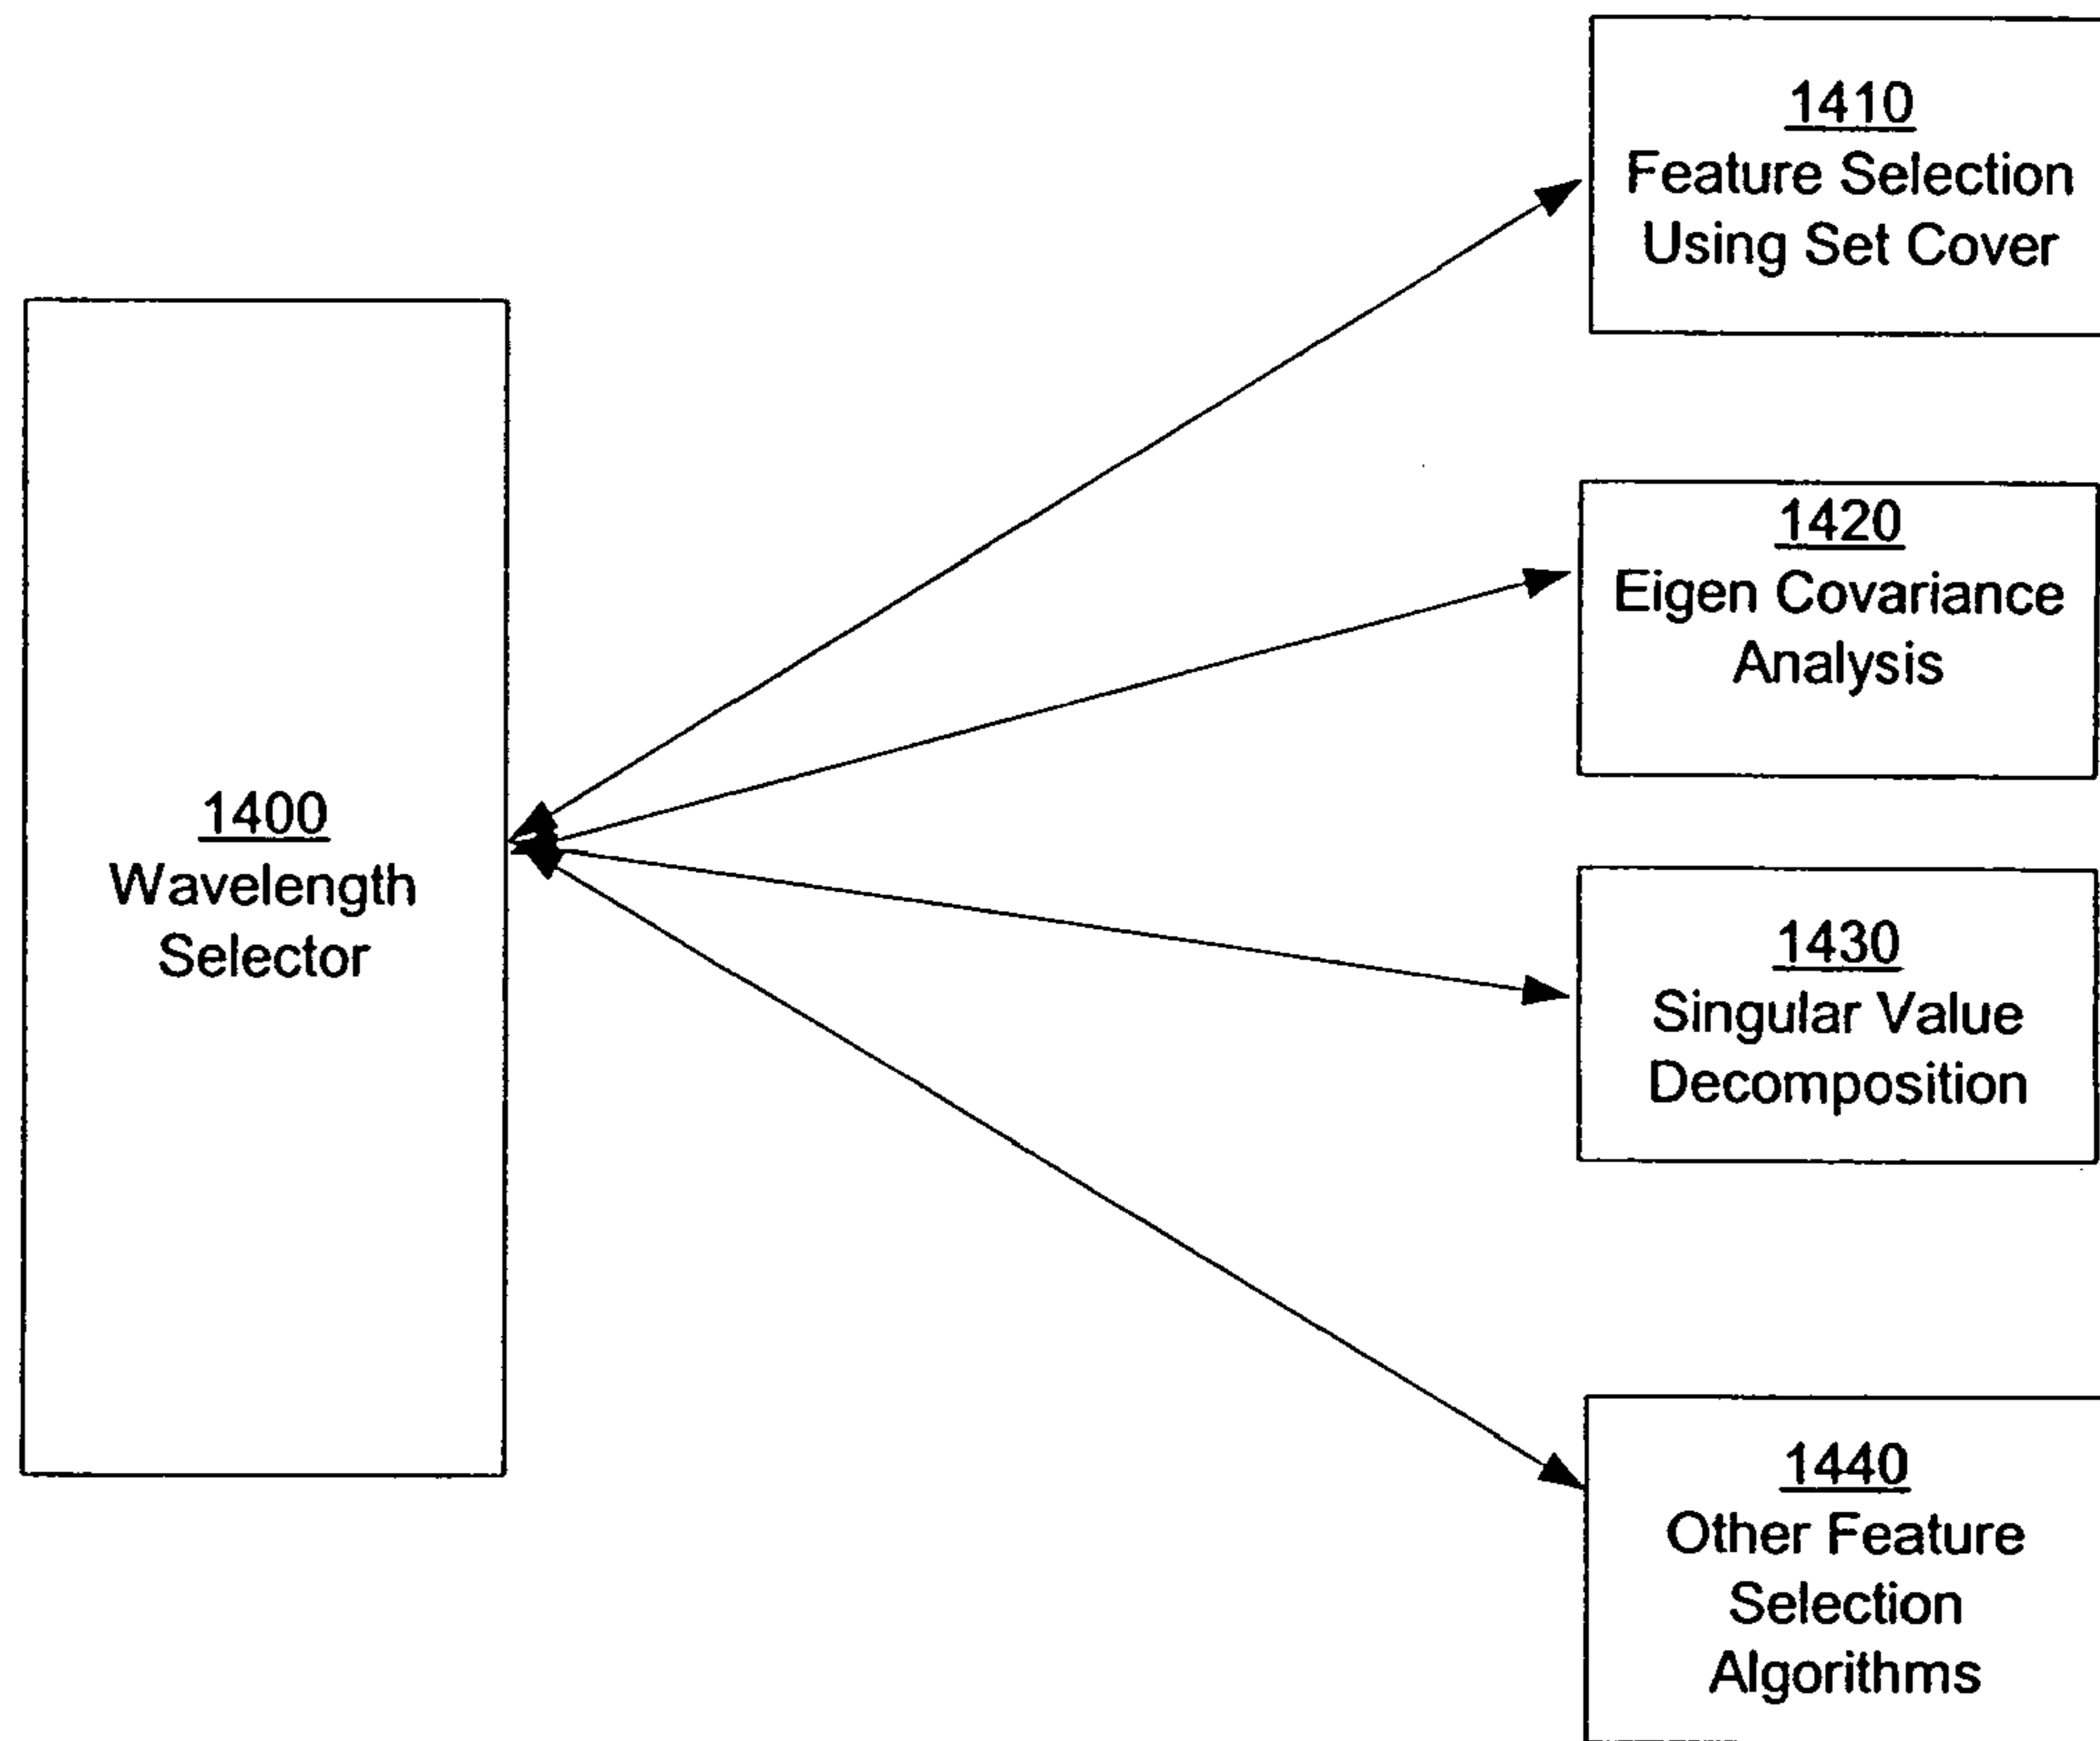 1410
Feature Selection
Using Set Cover
1420
Eigen Covariance
Analysis
1400
Wavelength
Selector
1430
Singular Value
Decomposition
1440
Other Feature
Selection
Algorithms